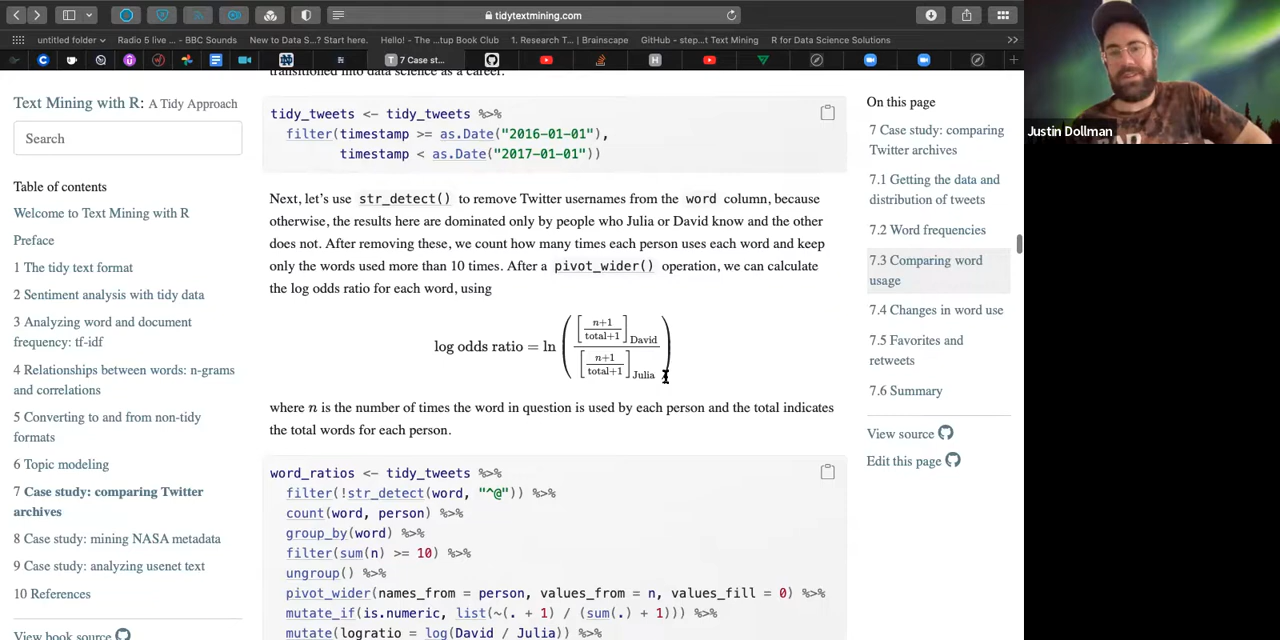 tidytextmining.com
untitled folder
Radio 5 live ... - BBC Sounds
New to Data S...? Start here.
Hello! - The ...tup Book Club
1. Research T... | Brainscape
GitHub - step...t Text Mining
R for Data Science Solutions
>>
7 Case st...
transitioned into data science as a career.
Text Mining with R: A Tidy Approach
Search
Table of contents
Welcome to Text Mining with R
Preface
1 The tidy text format
2 Sentiment analysis with tidy data
3 Analyzing word and document
frequency: tf-idf
4 Relationships between words: n-grams
and correlations
5 Converting to and from non-tidy
formats
6 Topic modeling
7 Case study: comparing Twitter
archives
8 Case study: mining NASA metadata
9 Case study: analyzing usenet text
10 References
View book source
tidy_tweets <- tidy_tweets %>%
filter(timestamp >= as.Date("2016-01-01"),
timestamp < as.Date("2017-01-01"))
Next, let's use str_detect() to remove Twitter usernames from the word column, because
otherwise, the results here are dominated only by people who Julia or David know and the other
does not. After removing these, we count how many times each person uses each word and keep
only the words used more than 10 times. After a pivot_wider() operation, we can calculate
the log odds ratio for each word, using
log odds ratio = ln ( [ n+1 / total+1 ] David / [ n+1 / total+1 ] Julia )
where n is the number of times the word in question is used by each person and the total indicates
the total words for each person.
word_ratios <- tidy_tweets %>%
filter(!str_detect(word, "^@")) %>%
count(word, person) %>%
group_by(word) %>%
filter(sum(n) >= 10) %>%
ungroup() %>%
pivot_wider(names_from = person, values_from = n, values_fill = 0) %>%
mutate_if(is.numeric, list(~(. + 1) / (sum(.) + 1))) %>%
mutate(logratio = log(David / Julia)) %>%
On this page
7 Case study: comparing
Twitter archives
7.1 Getting the data and
distribution of tweets
7.2 Word frequencies
7.3 Comparing word
usage
7.4 Changes in word use
7.5 Favorites and
retweets
7.6 Summary
View source
Edit this page
Justin Dollman